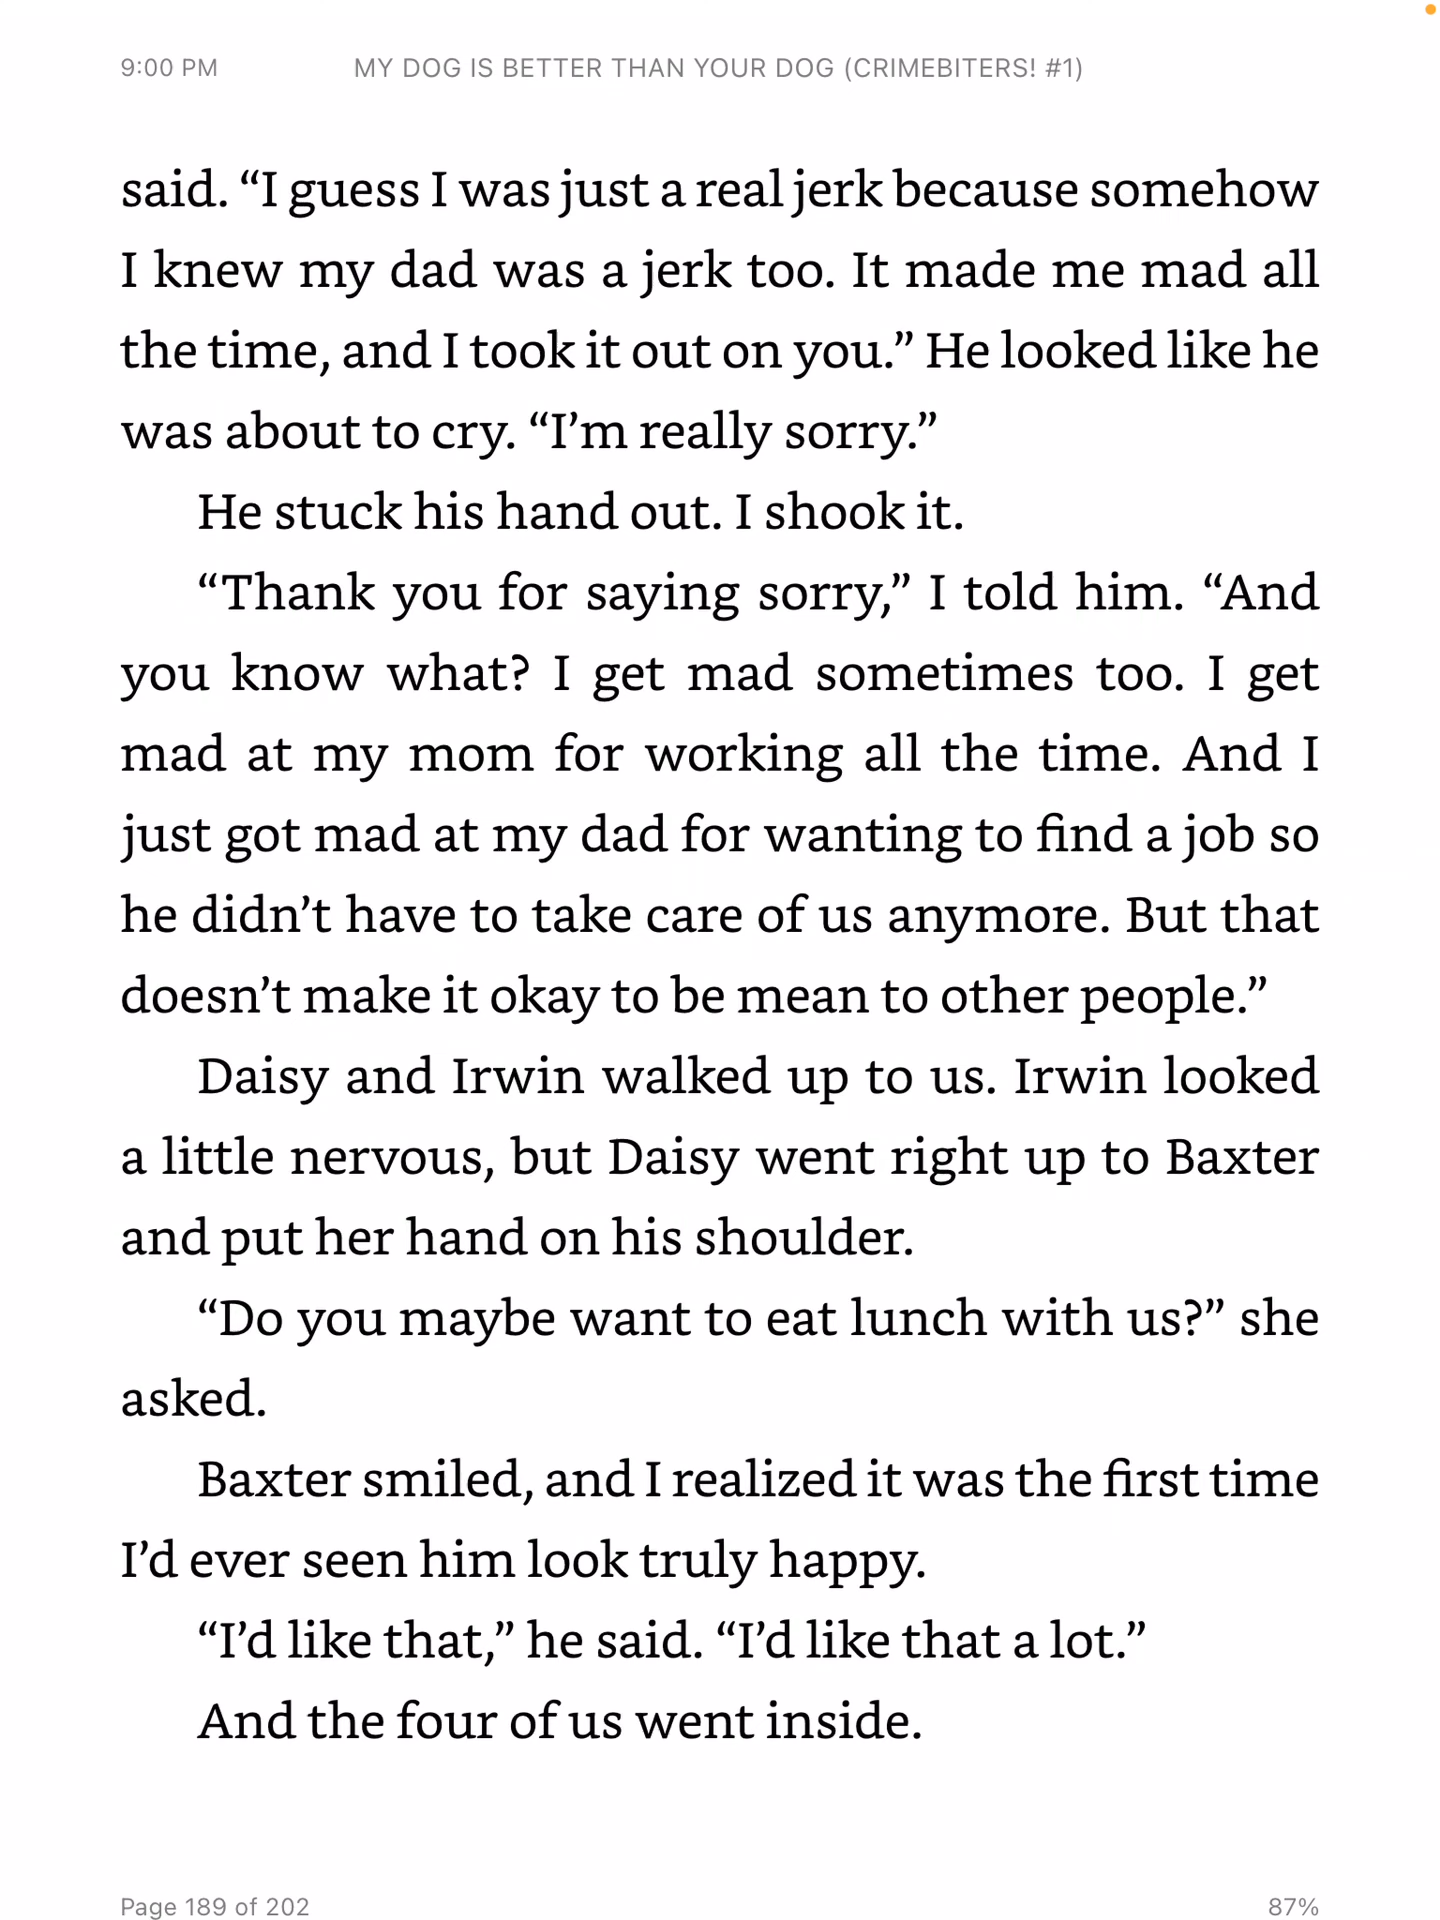 9:00 PM
MY DOG IS BETTER THAN YOUR DOG (CRIMEBITERS! #1)
said. “I guess I was just a real jerk because somehow
I knew my dad was a jerk too. It made me mad all
the time, and I took it out on you.” He looked like he
was about to cry. “I’m really sorry.”
He stuck his hand out. I shook it.
“Thank you for saying sorry,” I told him. “And
you know what? I get mad sometimes too. I get
mad at my mom for working all the time. And I
just got mad at my dad for wanting to find a job so
he didn’t have to take care of us anymore. But that
doesn’t make it okay to be mean to other people.”
Daisy and Irwin walked up to us. Irwin looked
a little nervous, but Daisy went right up to Baxter
and put her hand on his shoulder.
“Do you maybe want to eat lunch with us?” she
asked.
Baxter smiled, and I realized it was the first time
I’d ever seen him look truly happy.
“I’d like that,” he said. “I’d like that a lot.”
And the four of us went inside.
Page 189 of 202
87%